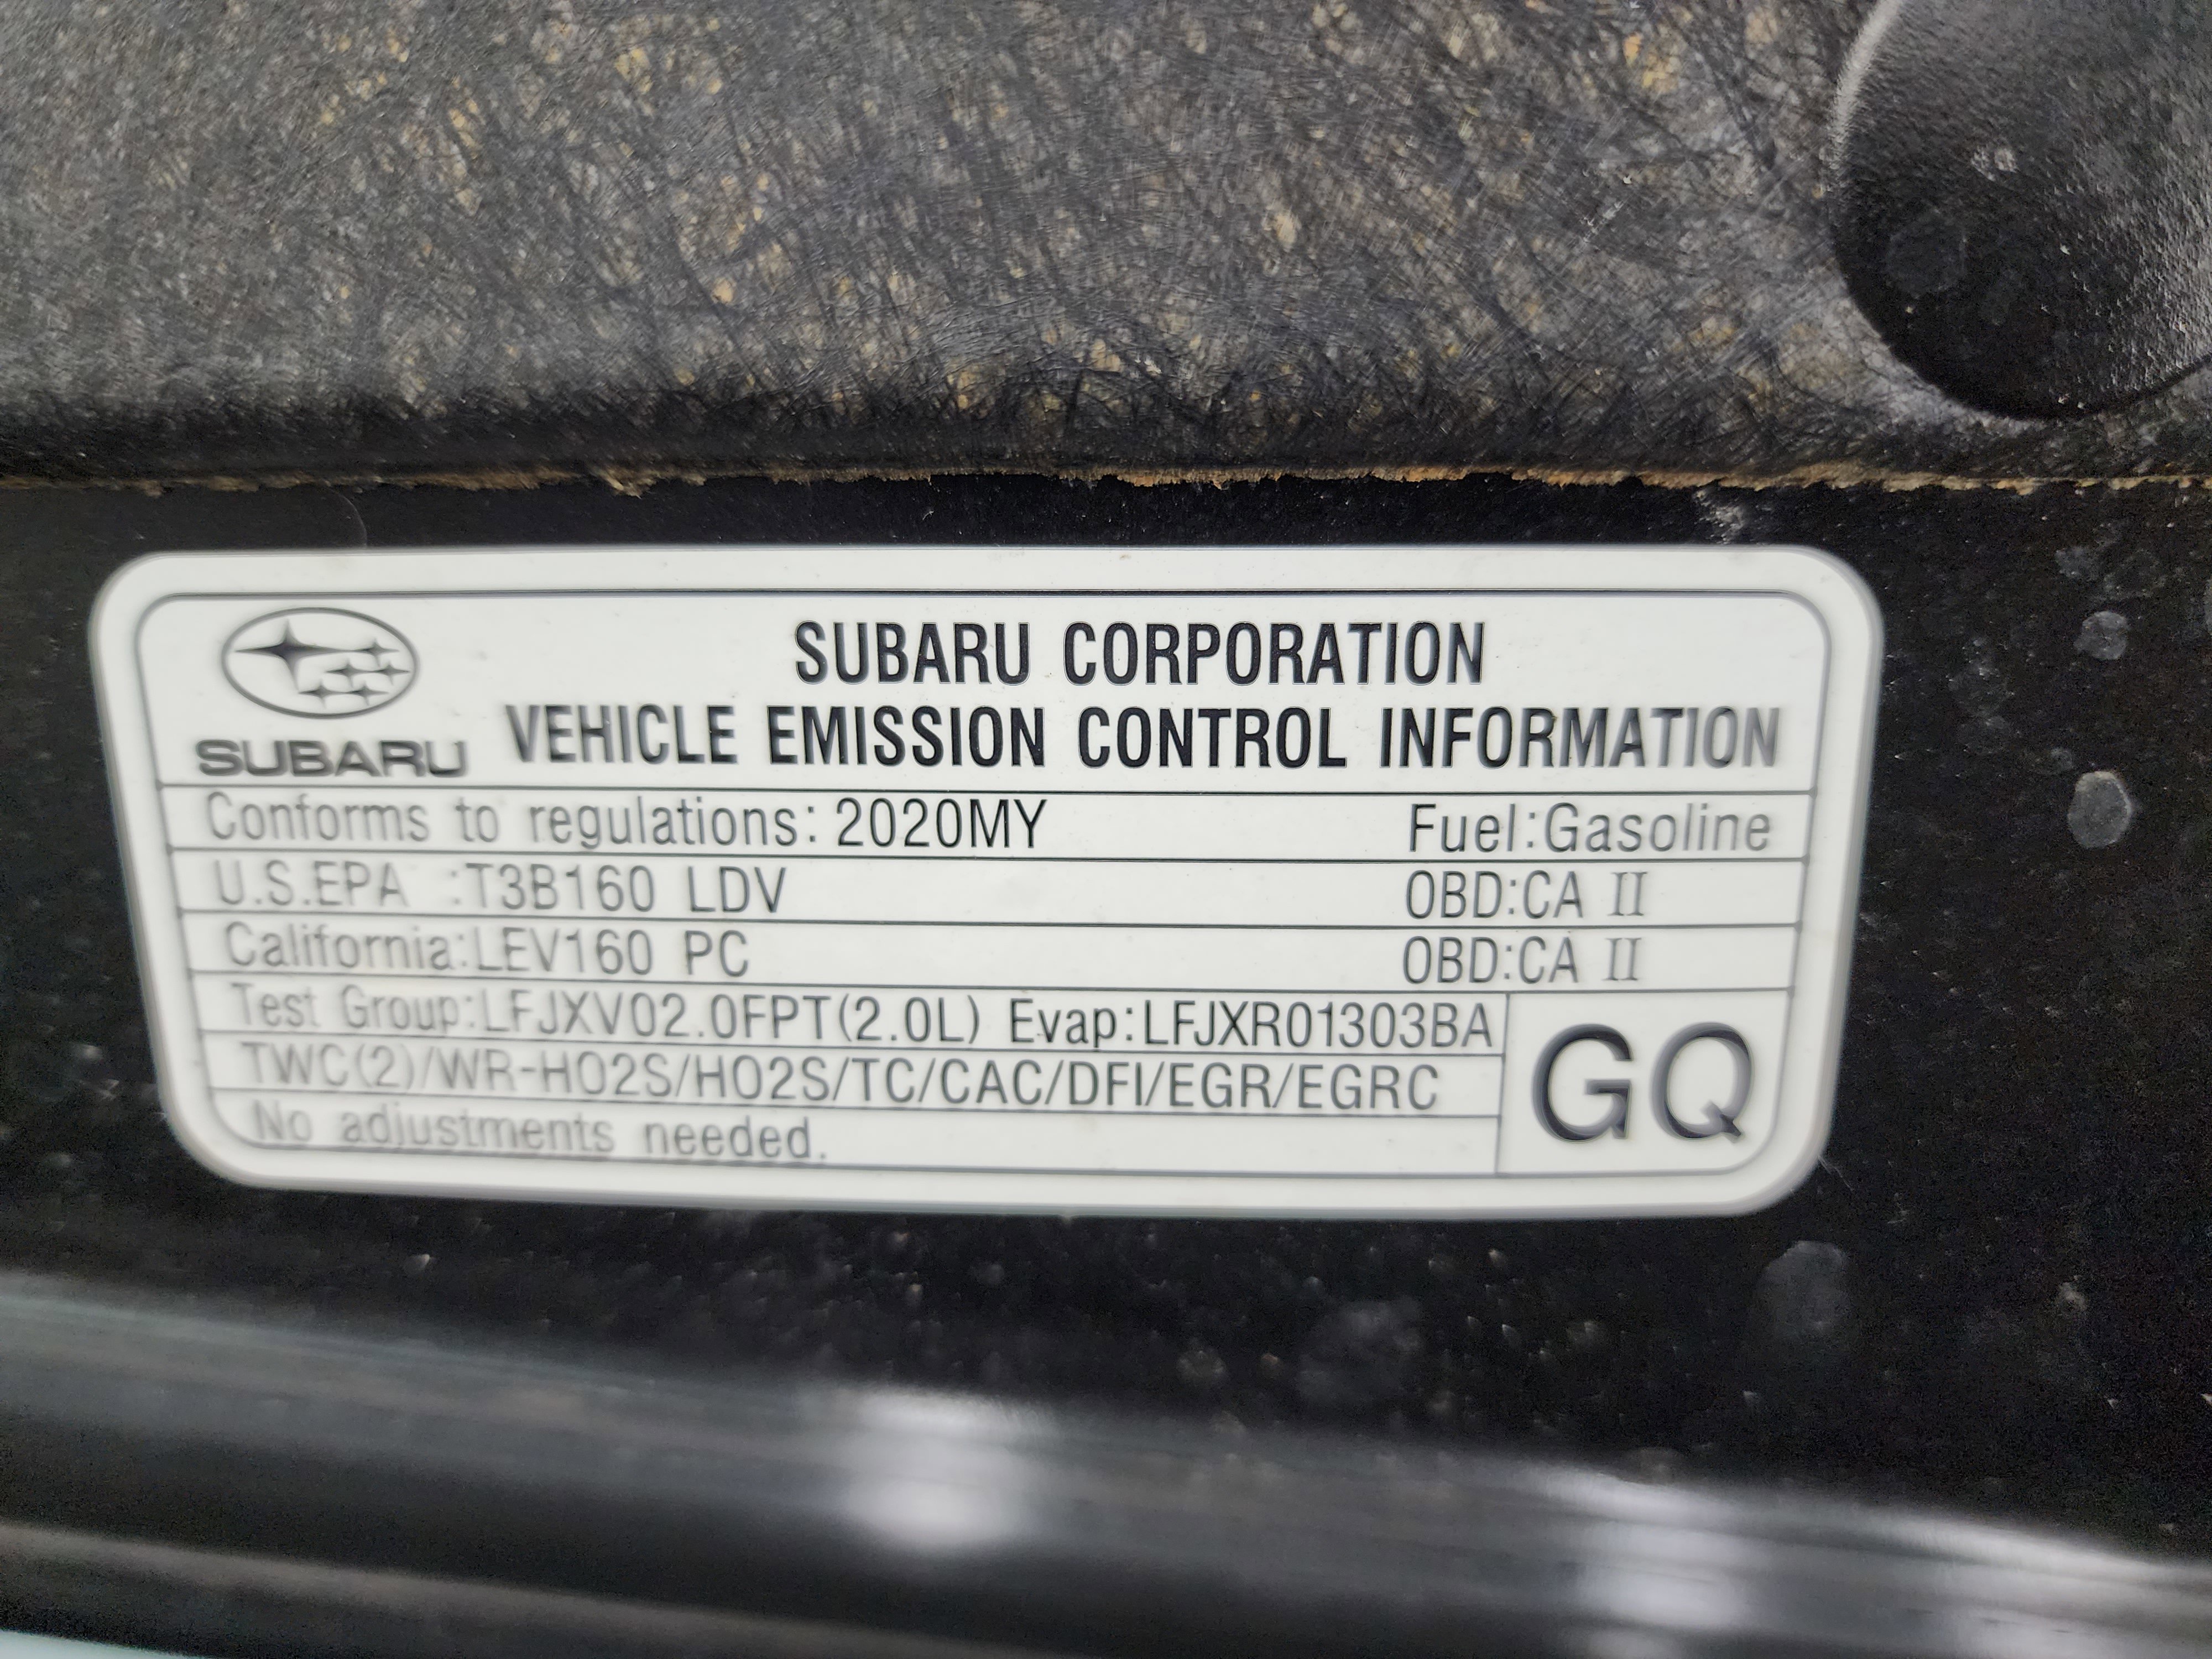 SUBARU CORPORATION
SUBARU VEHICLE EMISSION CONTROL INFORMATION
Conforms to regulations: 2020MY Fuel:Gasoline
U.S.EPA :T3B160 LDV OBD:CA II
California:LEV160 PC OBD:CA II
Test Group:LFJXV02.0FPT(2.0L) Evap:LFJXR01303BA
TWC(2)/WR-HO2S/HO2S/TC/CAC/DFI/EGR/EGRC
GQ
No adjustments needed.